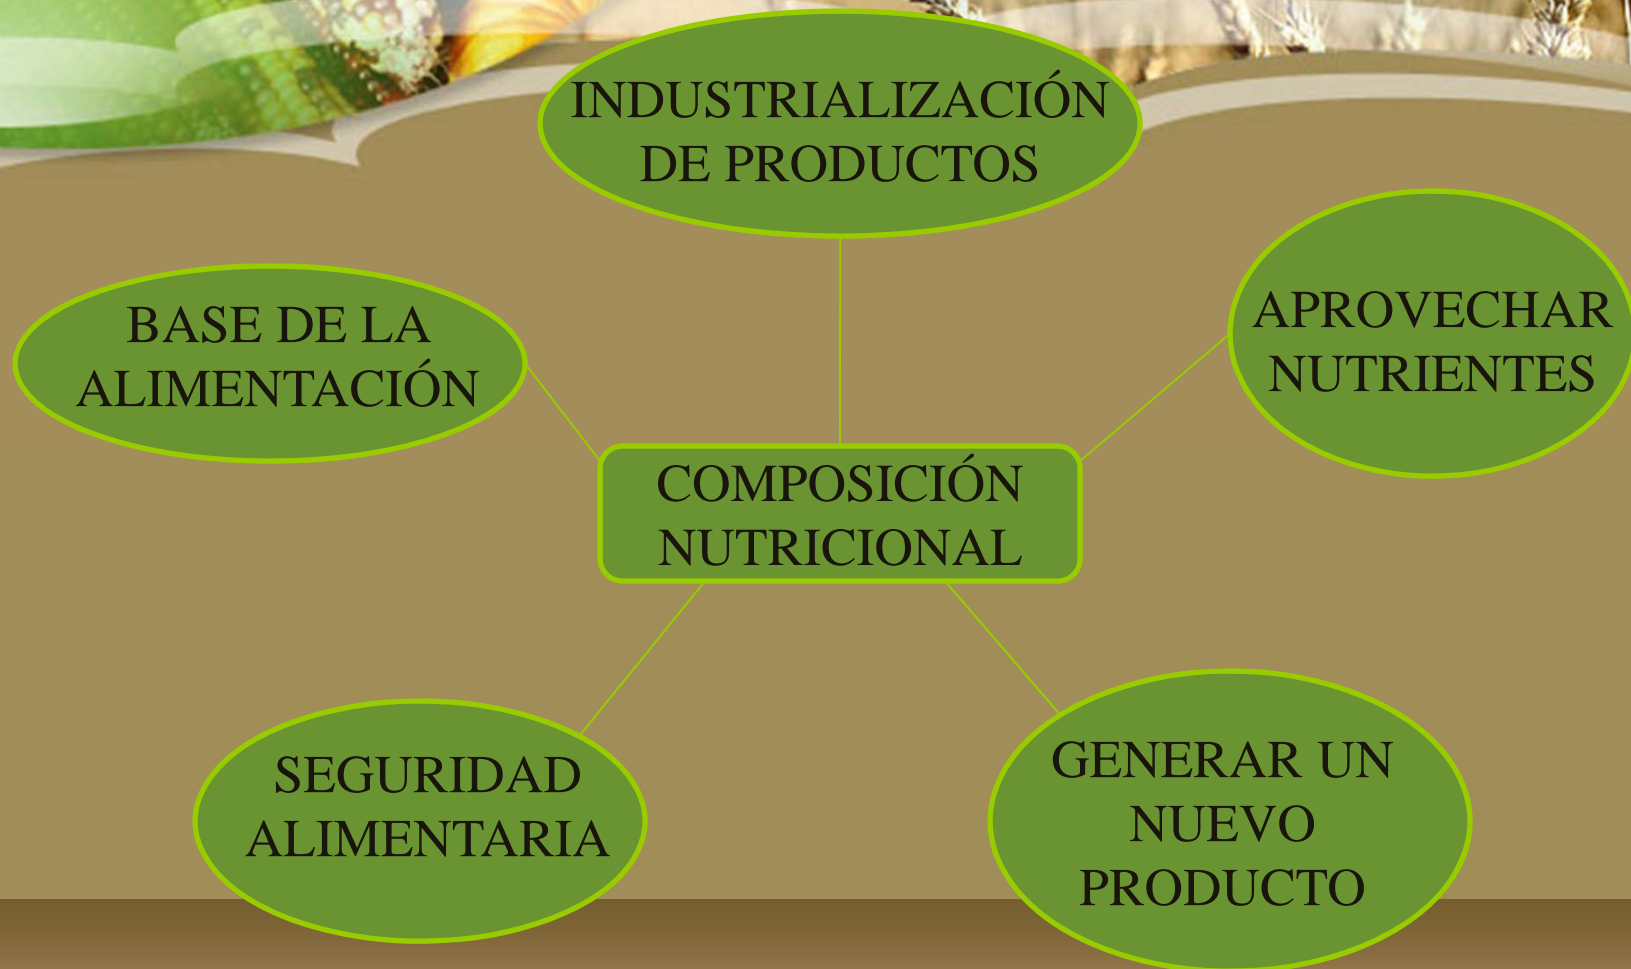 INDUSTRIALIZACIÓN
DE PRODUCTOS
BASE DE LA
ALIMENTACIÓN
APROVECHAR
NUTRIENTES
COMPOSICIÓN
NUTRICIONAL
SEGURIDAD
ALIMENTARIA
GENERAR UN
NUEVO
PRODUCTO